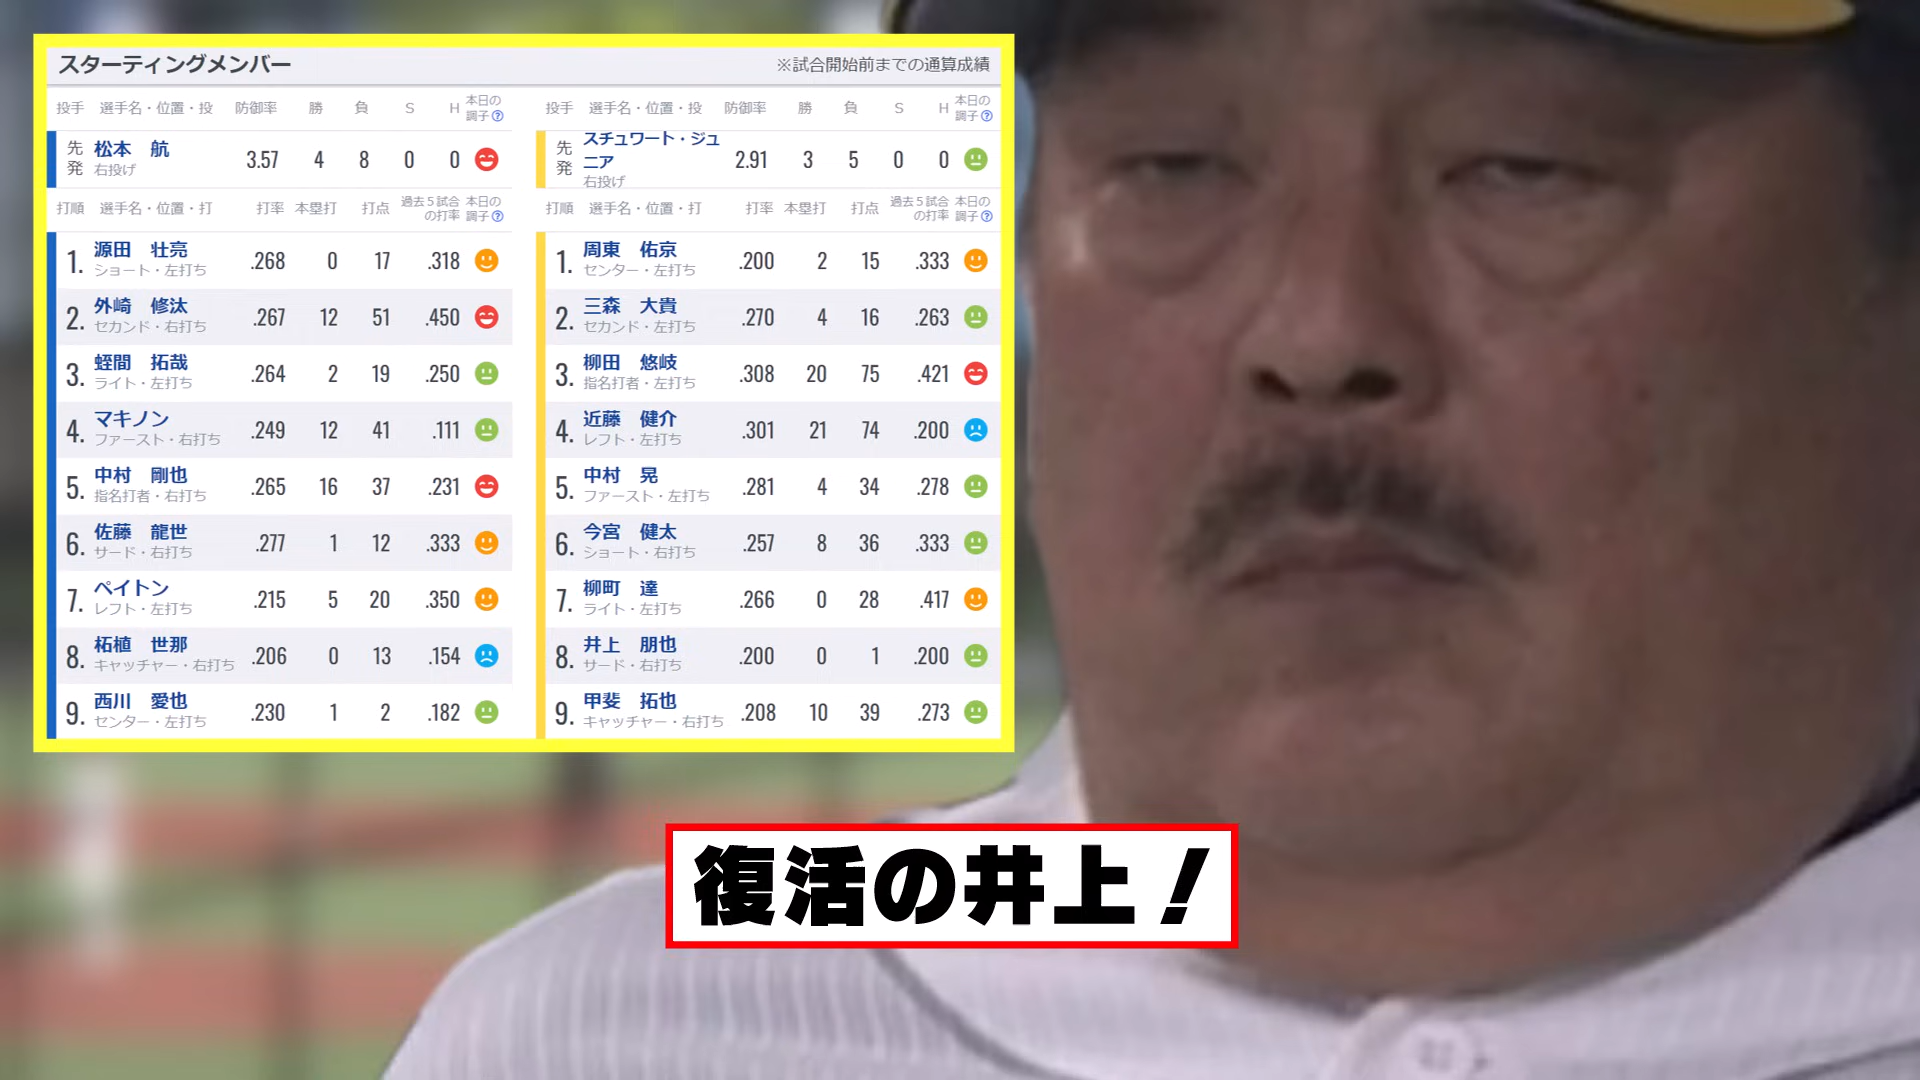 スターティングメンバー ※試合開始前までの通算成績
投手 選手名・位置・投 防御率 勝 負 S H 本日の調子?
先発 松本 航 右投げ 3.57 4 8 0 0
打順 選手名・位置・打 打率 本塁打 打点 過去5試合の打率 本日の調子?
1. 源田 壮亮 ショート・左打ち .268 0 17 .318
2. 外崎 修汰 セカンド・右打ち .267 12 51 .450
3. 蛭間 拓哉 ライト・左打ち .264 2 19 .250
4. マキノン ファースト・右打ち .249 12 41 .111
5. 中村 剛也 指名打者・右打ち .265 16 37 .231
6. 佐藤 龍世 サード・右打ち .277 1 12 .333
7. ペイトン レフト・左打ち .215 5 20 .350
8. 柘植 世那 キャッチャー・右打ち .206 0 13 .154
9. 西川 愛也 センター・左打ち .230 1 2 .182
投手 選手名・位置・投 防御率 勝 負 S H 本日の調子?
先発 スチュワート・ジュニア 右投げ 2.91 3 5 0 0
打順 選手名・位置・打 打率 本塁打 打点 過去5試合の打率 本日の調子?
1. 周東 佑京 センター・左打ち .200 2 15 .333
2. 三森 大貴 セカンド・左打ち .270 4 16 .263
3. 柳田 悠岐 指名打者・左打ち .308 20 75 .421
4. 近藤 健介 レフト・左打ち .301 21 74 .200
5. 中村 晃 ファースト・左打ち .281 4 34 .278
6. 今宮 健太 ショート・右打ち .257 8 36 .333
7. 柳町 達 ライト・左打ち .266 0 28 .417
8. 井上 朋也 サード・右打ち .200 0 1 .200
9. 甲斐 拓也 キャッチャー・右打ち .208 10 39 .273
復活の井上！